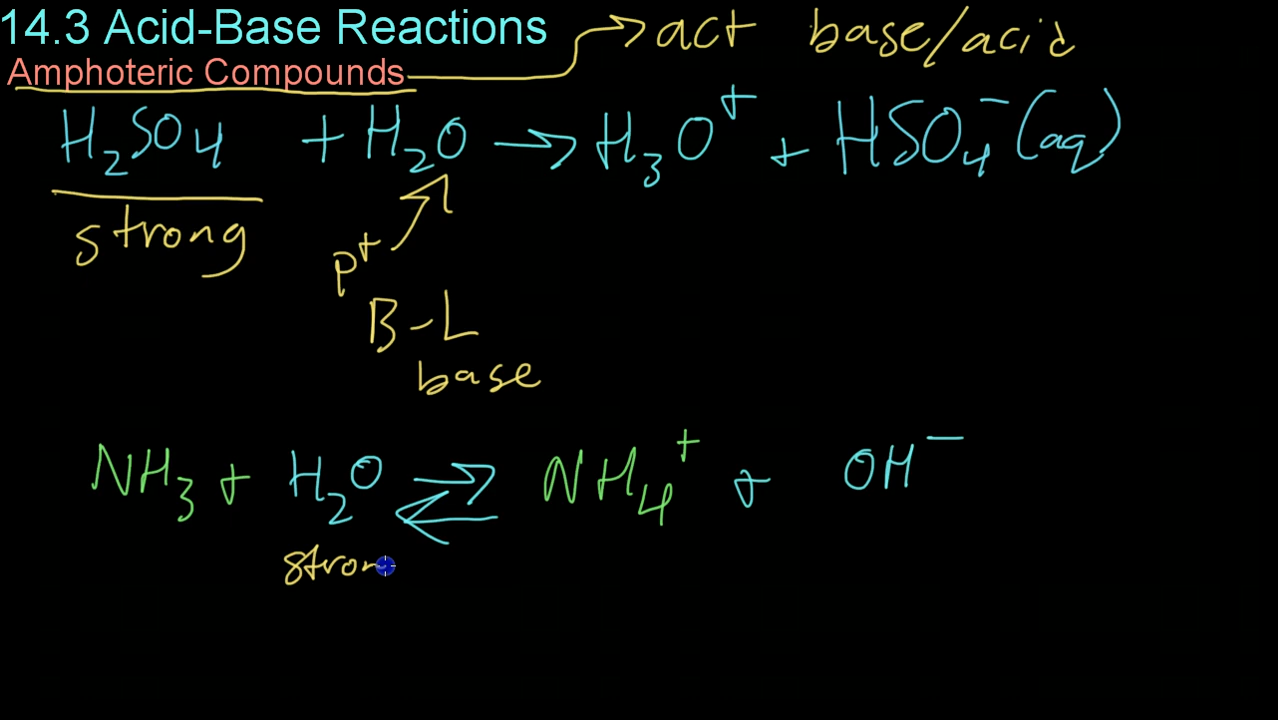 14.3 Acid-Base Reactions
Amphoteric Compounds → act base/acid
H₂SO₄ + H₂O → H₃O⁺ + HSO₄⁻ (aq)
strong
p⁺
B-L
base
NH₃ + H₂O ⇄ NH₄⁺ + OH⁻
stron